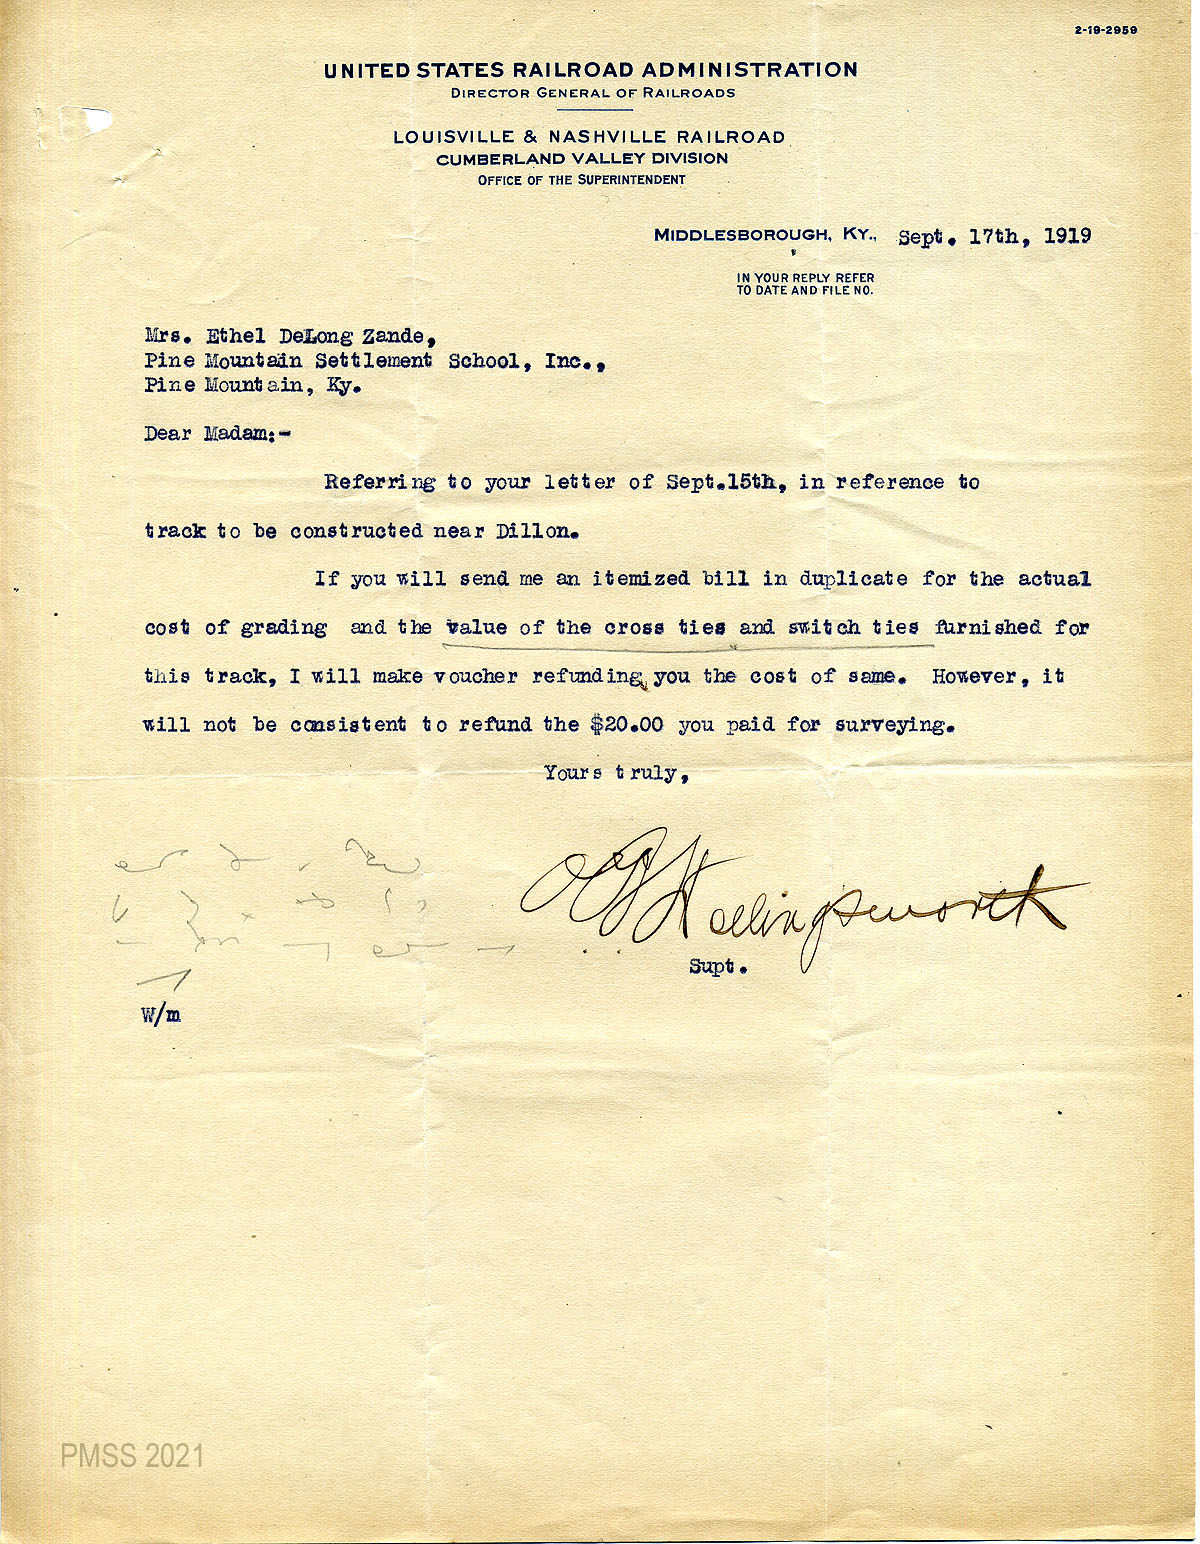 2-19-2959
UNITED STATES RAILROAD ADMINISTRATION
DIRECTOR GENERAL OF RAILROADS
LOUISVILLE & NASHVILLE RAILROAD
CUMBERLAND VALLEY DIVISION
OFFICE OF THE SUPERINTENDENT
MIDDLESBOROUGH, KY., Sept. 17th, 1919
IN YOUR REPLY REFER
TO DATE AND FILE NO.
Mrs. Ethel DeLong Zande,
Pine Mountain Settlement School, Inc.,
Pine Mountain, Ky.
Dear Madam:-
Referring to your letter of Sept.15th, in reference to
track to be constructed near Dillon.
If you will send me an itemized bill in duplicate for the actual
cost of grading and the value of the cross ties and switch ties furnished for
this track, I will make voucher refunding you the cost of same. However, it
will not be consistent to refund the $20.00 you paid for surveying.
Yours truly,
Hollingsworth
Supt.
W/m
PMSS 2021